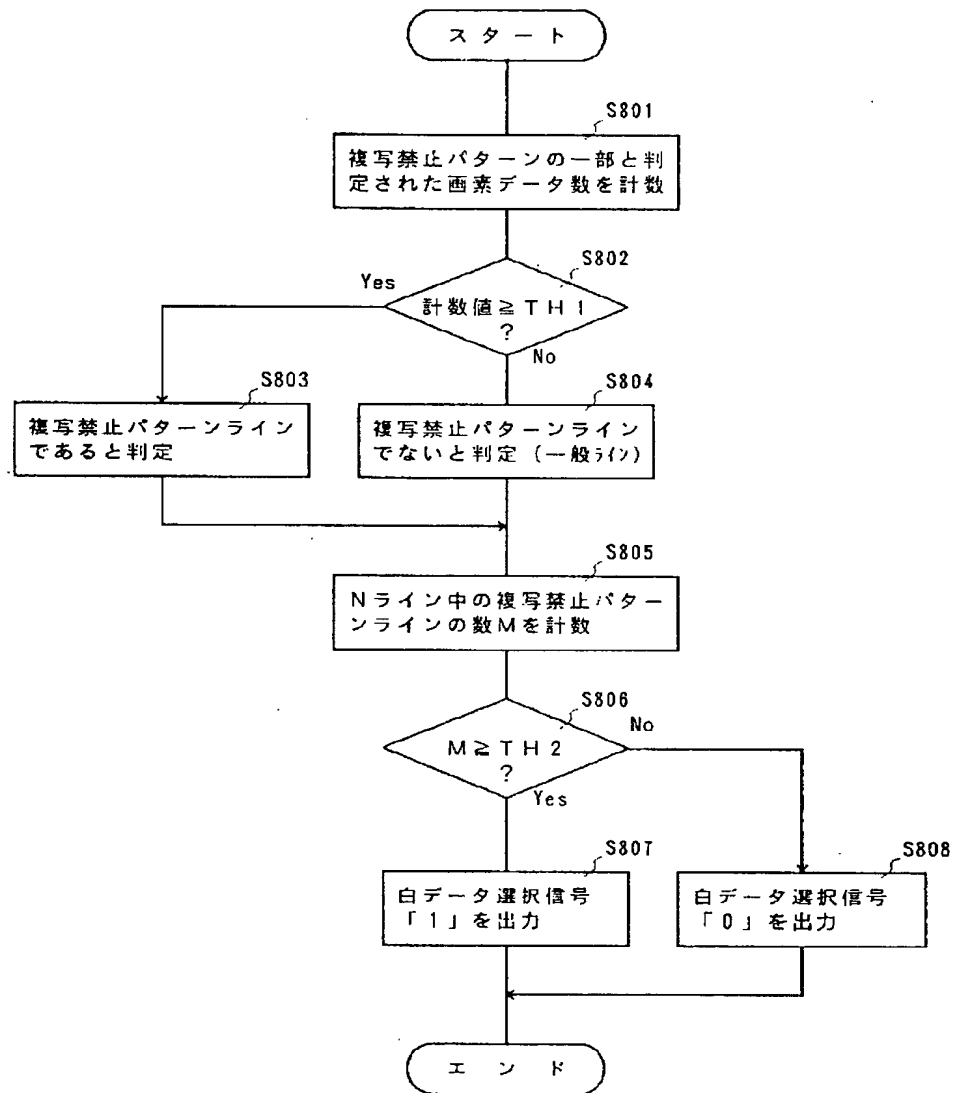 スタート
S801
複写禁止パターンの一部と判
定された画素データ数を計数
S802
Yes
計数値≧TH1
?
No
S803
複写禁止パターンライン
であると判定
S804
複写禁止パターンライン
でないと判定(一般ライン)
S805
Nライン中の複写禁止パター
ンラインの数Mを計数
S806
No
M≧TH2
?
Yes
S807
白データ選択信号
「1」を出力
S808
白データ選択信号
「0」を出力
エンド